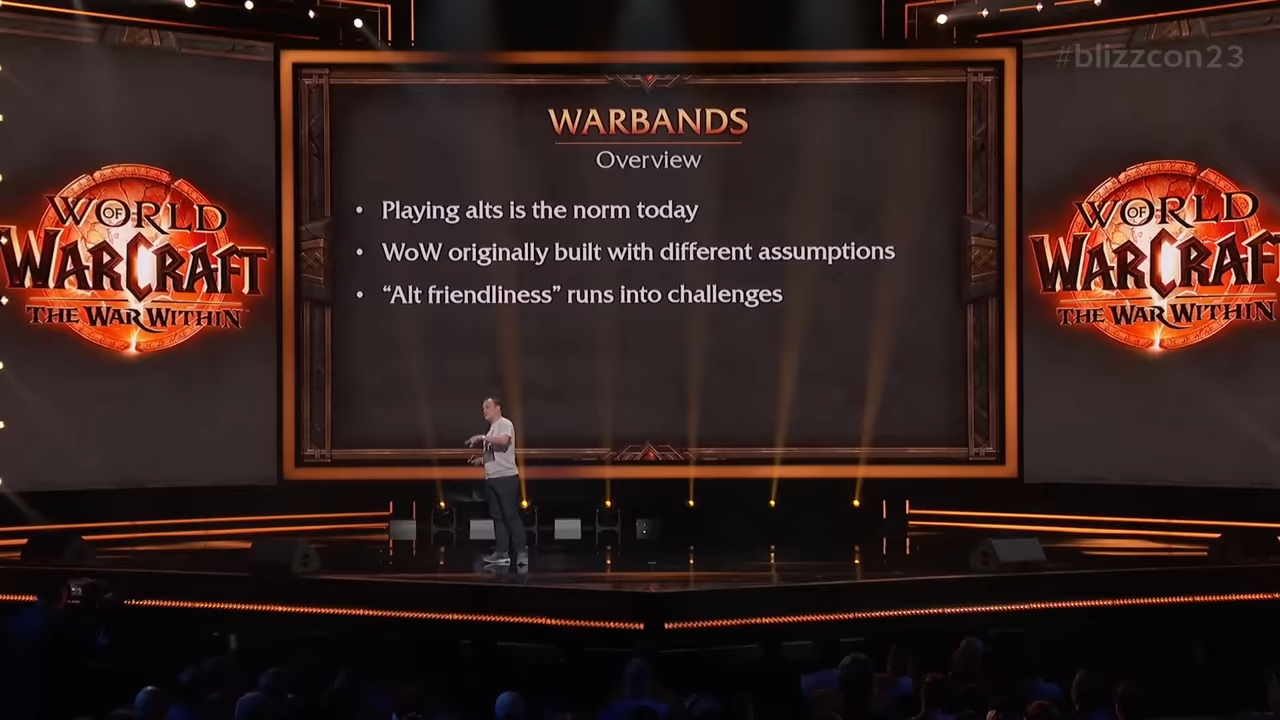 #blizzcon23
WARBANDS
Overview
• Playing alts is the norm today
• WoW originally built with different assumptions
• “Alt friendliness” runs into challenges
WORLD
OF
WARCRAFT
THE WAR WITHIN
WORLD
OF
WARCRAFT
THE WAR WITHIN